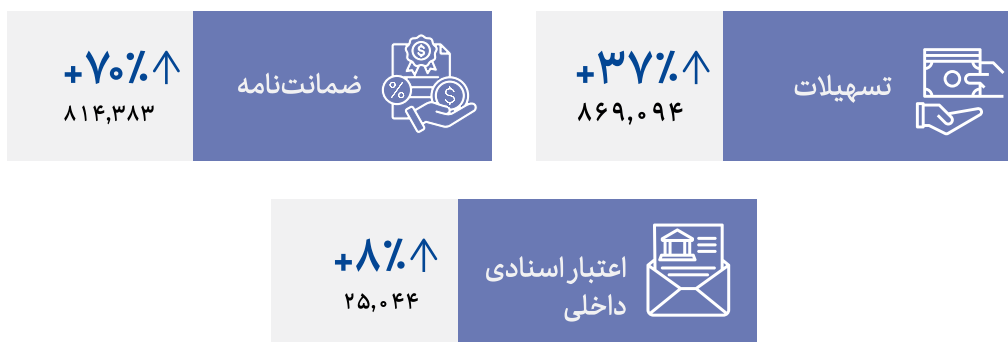 تسهیلات
+۳۷٪
۸۶۹,۰۹۴
ضمانت‌نامه
+۷۰٪
۸۱۴,۳۸۳
اعتبار اسنادی
داخلی
+۸٪
۲۵,۰۴۴